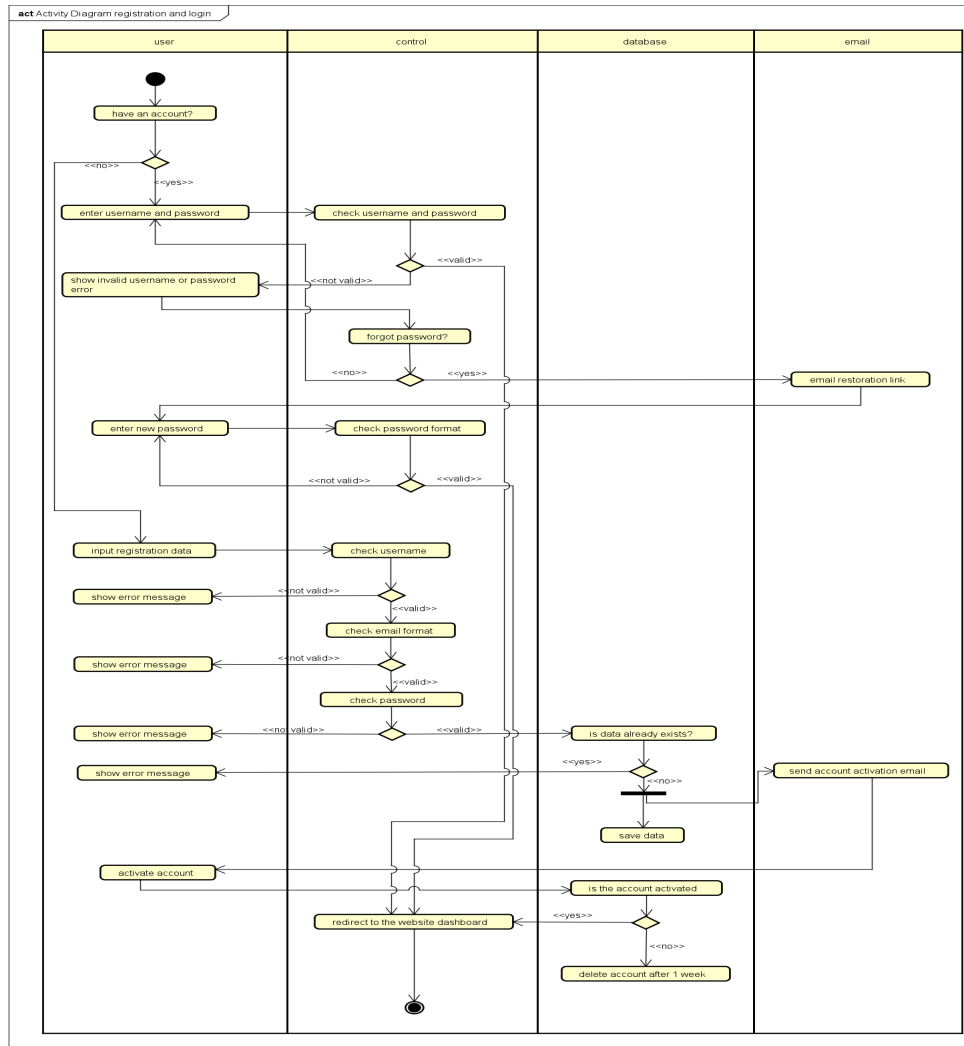 act Activity Diagram registration and login
user
control
database
email
have an account?
<<no>>
<<yes>>
enter username and password
check username and password
<<valid>>
show invalid username or password
error
<<not valid>>
forgot password?
<<no>>
<<yes>>
email restoration link
enter new password
check password format
<<not valid>>
<<valid>>
input registration data
check username
show error message
<<not valid>>
<<valid>>
check email format
show error message
<<not valid>>
<<valid>>
check password
show error message
<<not valid>>
<<valid>>
is data already exists?
show error message
<<yes>>
<<no>>
send account activation email
save data
activate account
is the account activated
redirect to the website dashboard
<<yes>>
<<no>>
delete account after 1 week